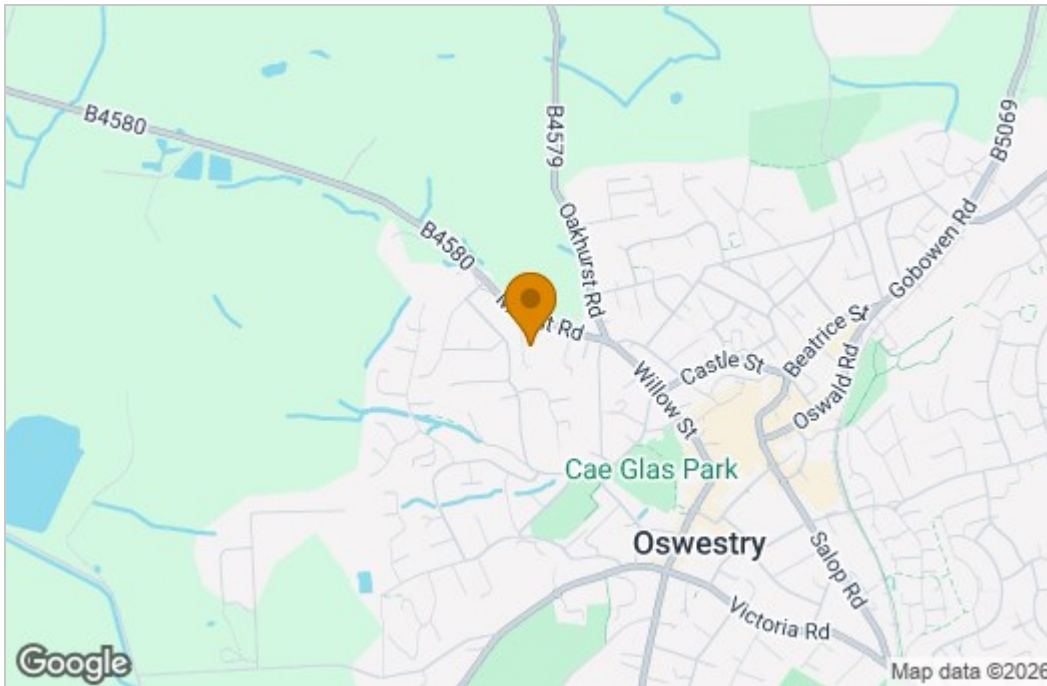 B4580
B4579
B5069
Oakhurst Rd
B4580
Gobowen Rd
Rd
Beatrice St
Willow St
Castle St
Oswald Rd
Cae Glas Park
Oswestry
Salop Rd
Victoria Rd
Google
Map data ©2026